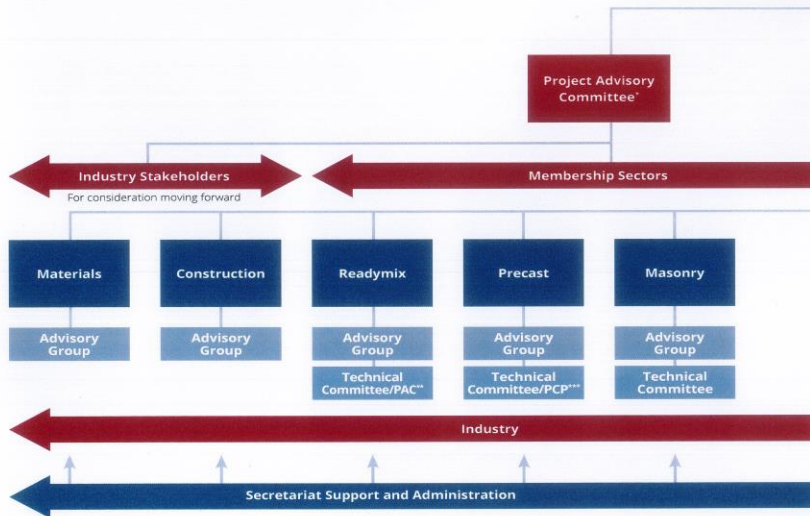 Project Advisory
Committee*
Industry Stakeholders
Membership Sectors
For consideration moving forward
Materials
Construction
Readymix
Precast
Masonry
Advisory
Group
Advisory
Group
Advisory
Group
Advisory
Group
Advisory
Group
Technical
Committee/PAC**
Technical
Committee/PCP***
Technical
Committee
Industry
Secretariat Support and Administration